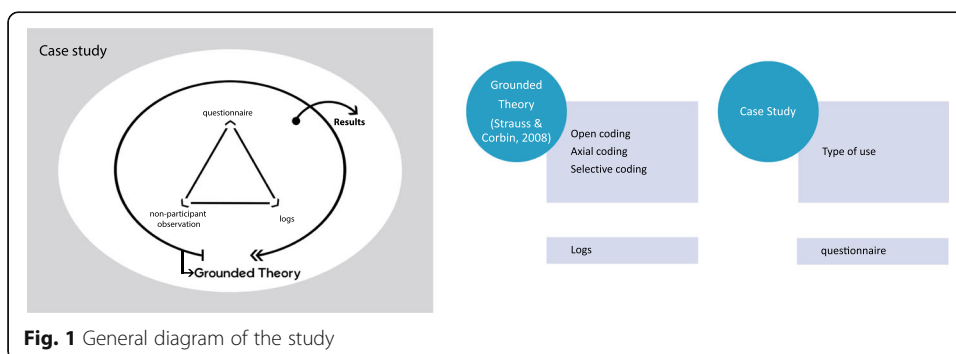 Case study
questionnaire
Results
non-participant
observation
logs
Grounded Theory
Grounded
Theory
(Strauss &
Corbin, 2008)
Open coding
Axial coding
Selective coding
Logs
Case Study
Type of use
questionnaire
Fig. 1 General diagram of the study